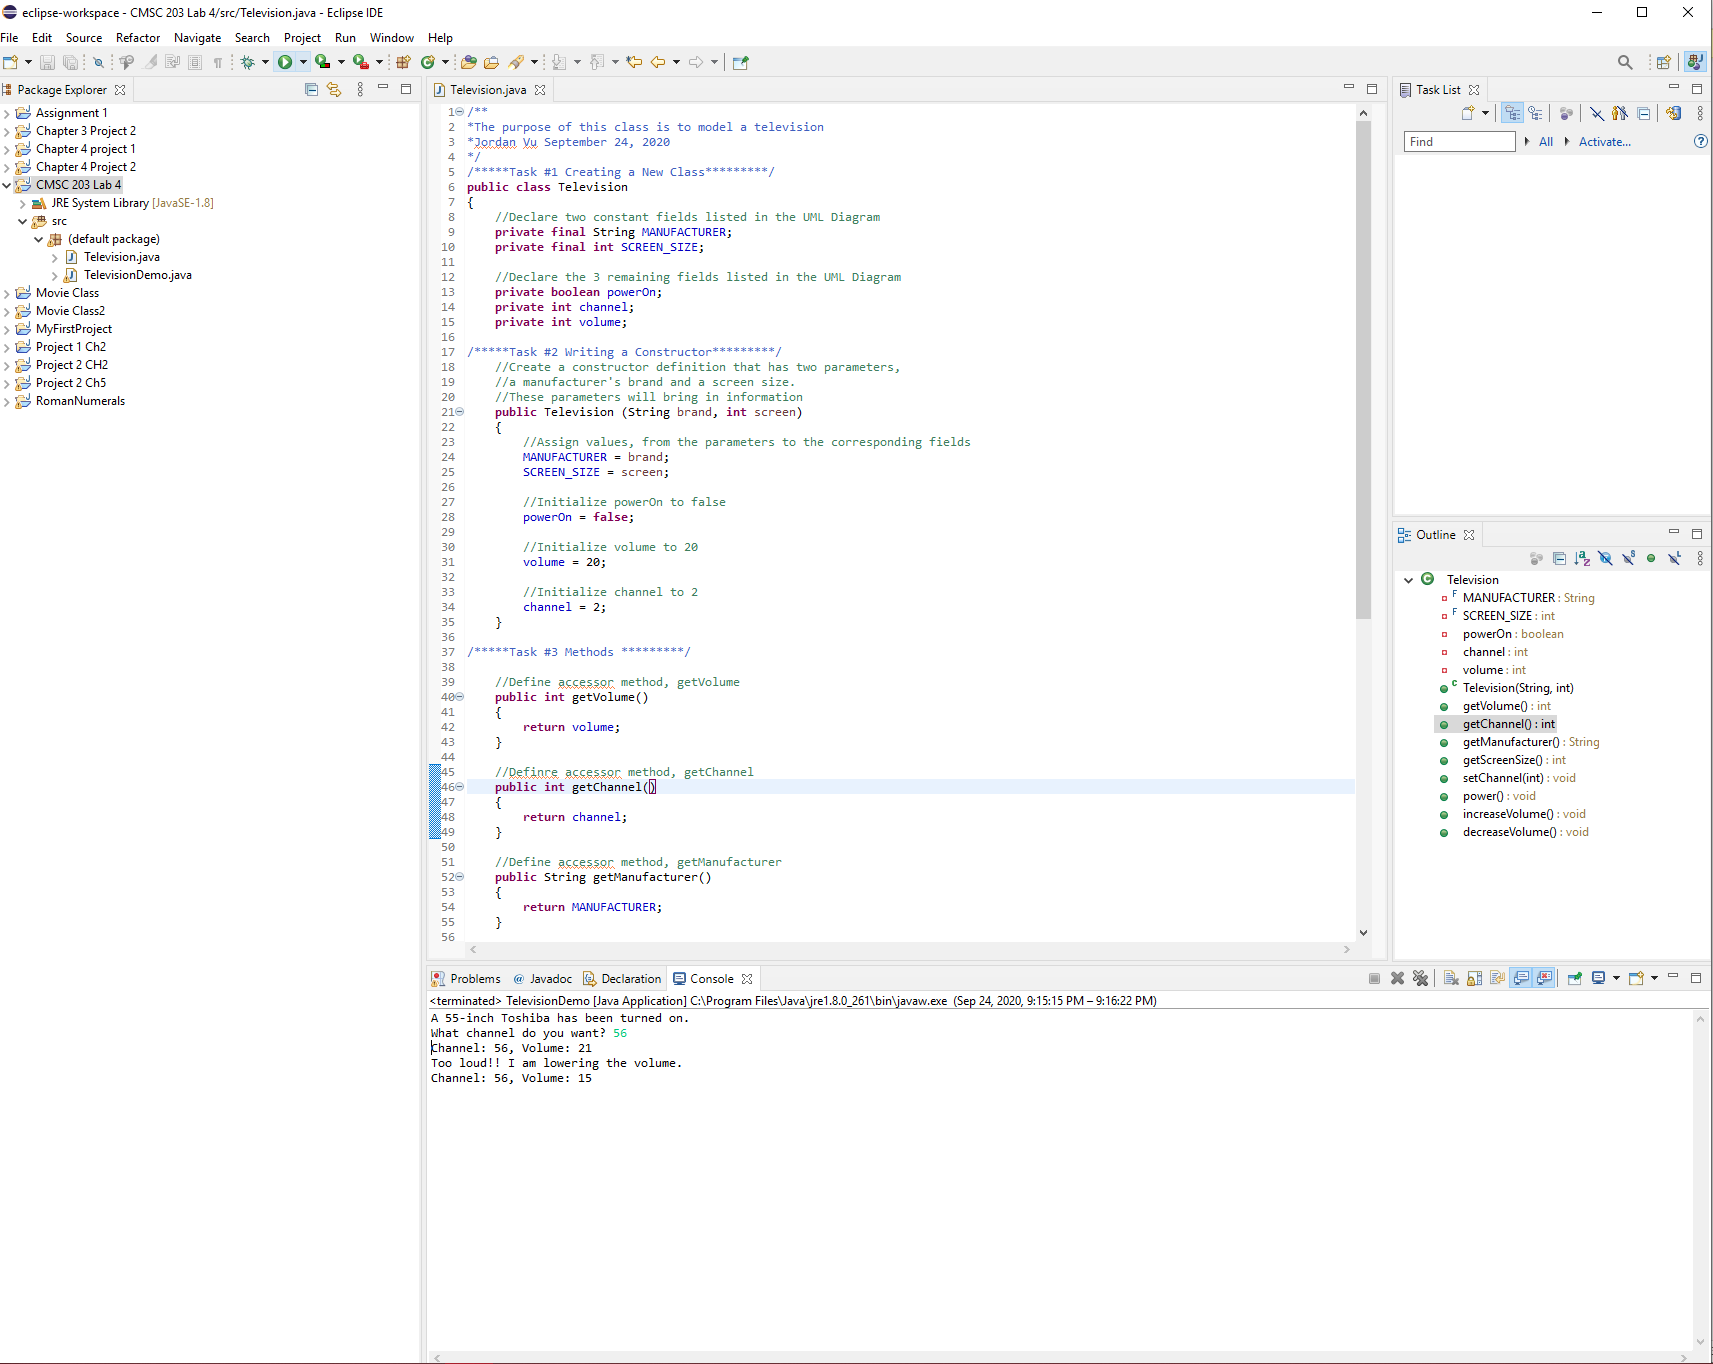 eclipse-workspace - CMSC 203 Lab 4/src/Television.java - Eclipse IDE
File Edit Source Refactor Navigate Search Project Run Window Help
Package Explorer
Assignment 1
Chapter 3 Project 2
Chapter 4 project 1
Chapter 4 Project 2
CMSC 203 Lab 4
JRE System Library [JavaSE-1.8]
src
(default package)
Television.java
TelevisionDemo.java
Movie Class
Movie Class2
MyFirstProject
Project 1 Ch2
Project 2 CH2
Project 2 Ch5
RomanNumerals
Television.java
1 /**
2 *The purpose of this class is to model a television
3 *Jordan Vu September 24, 2020
4 */
5 /*****Task #1 Creating a New Class*********/
6 public class Television
7 {
8 //Declare two constant fields listed in the UML Diagram
9 private final String MANUFACTURER;
10 private final int SCREEN_SIZE;
11
12 //Declare the 3 remaining fields listed in the UML Diagram
13 private boolean powerOn;
14 private int channel;
15 private int volume;
16
17 /*****Task #2 Writing a Constructor*********/
18 //Create a constructor definition that has two parameters,
19 //a manufacturer's brand and a screen size.
20 //These parameters will bring in information
21 public Television (String brand, int screen)
22 {
23 //Assign values, from the parameters to the corresponding fields
24 MANUFACTURER = brand;
25 SCREEN_SIZE = screen;
26
27 //Initialize powerOn to false
28 powerOn = false;
29
30 //Initialize volume to 20
31 volume = 20;
32
33 //Initialize channel to 2
34 channel = 2;
35 }
36
37 /*****Task #3 Methods *********/
38
39 //Define accessor method, getVolume
40 public int getVolume()
41 {
42 return volume;
43 }
44
45 //Definre accessor method, getChannel
46 public int getChannel()
47 {
48 return channel;
49 }
50
51 //Define accessor method, getManufacturer
52 public String getManufacturer()
53 {
54 return MANUFACTURER;
55 }
56
Task List
Find All Activate...
Outline
Television
MANUFACTURER : String
SCREEN_SIZE : int
powerOn : boolean
channel : int
volume : int
Television(String, int)
getVolume() : int
getChannel() : int
getManufacturer() : String
getScreenSize() : int
setChannel(int) : void
power() : void
increaseVolume() : void
decreaseVolume() : void
Problems @ Javadoc Declaration Console
<terminated> TelevisionDemo [Java Application] C:\Program Files\Java\jre1.8.0_261\bin\javaw.exe (Sep 24, 2020, 9:15:15 PM – 9:16:22 PM)
A 55-inch Toshiba has been turned on.
What channel do you want? 56
Channel: 56, Volume: 21
Too loud!! I am lowering the volume.
Channel: 56, Volume: 15